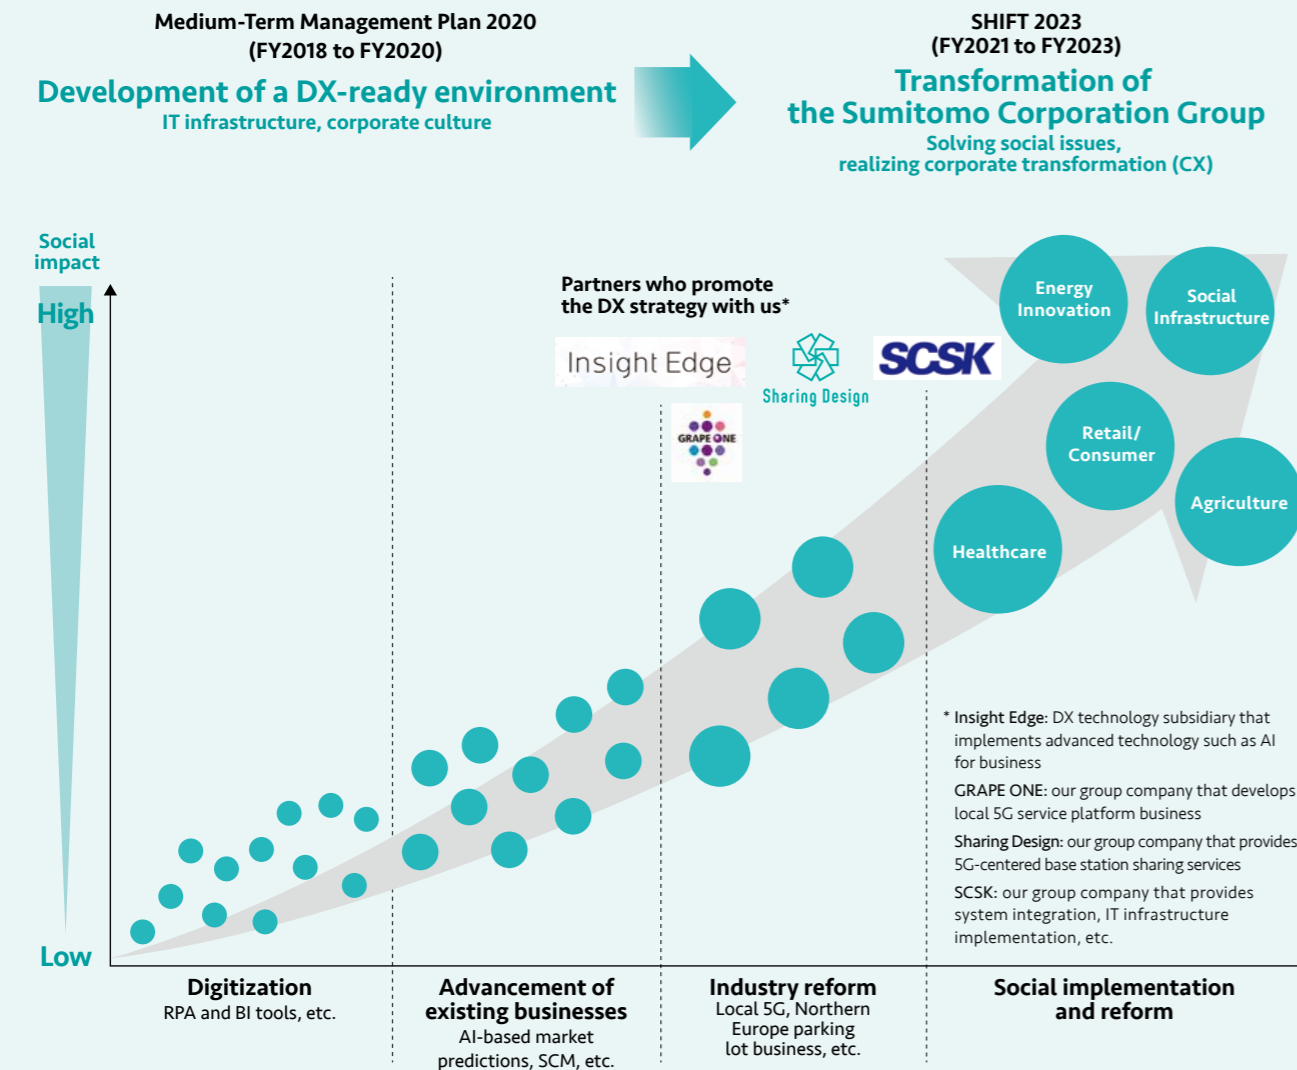 Medium-Term Management Plan 2020
(FY2018 to FY2020)
Development of a DX-ready environment
IT infrastructure, corporate culture
SHIFT 2023
(FY2021 to FY2023)
Transformation of
the Sumitomo Corporation Group
Solving social issues,
realizing corporate transformation (CX)
Social
impact
High
Low
Partners who promote
the DX strategy with us*
Insight Edge
GRAPE ONE
Sharing Design
SCSK
Energy
Innovation
Social
Infrastructure
Retail/
Consumer
Agriculture
Healthcare
* Insight Edge: DX technology subsidiary that
implements advanced technology such as AI
for business
GRAPE ONE: our group company that develops
local 5G service platform business
Sharing Design: our group company that provides
5G-centered base station sharing services
SCSK: our group company that provides
system integration, IT infrastructure
implementation, etc.
Digitization
RPA and BI tools, etc.
Advancement of
existing businesses
AI-based market
predictions, SCM, etc.
Industry reform
Local 5G, Northern
Europe parking
lot business, etc.
Social implementation
and reform